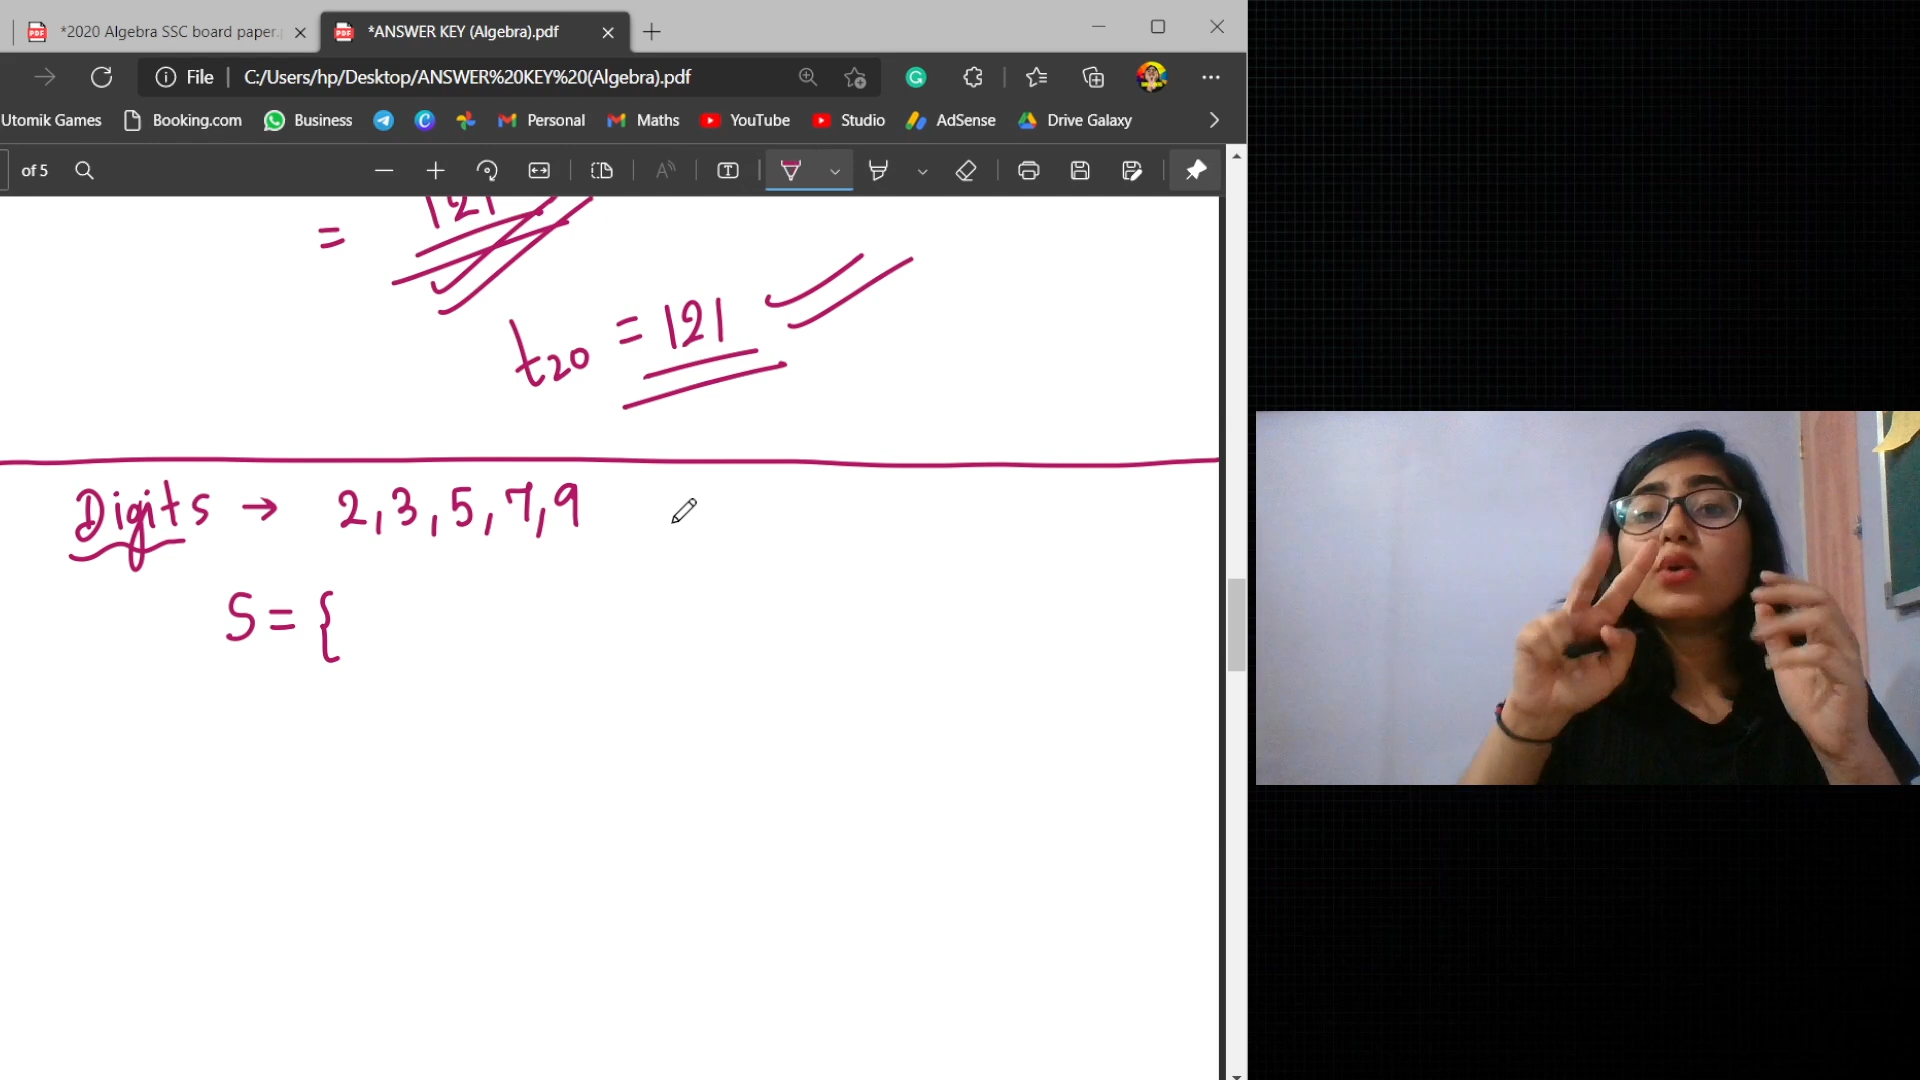 *2020 Algebra SSC board paper.
*ANSWER KEY (Algebra).pdf
File
C:/Users/hp/Desktop/ANSWER%20KEY%20(Algebra).pdf
Utomik Games
Booking.com
Business
Personal
Maths
YouTube
Studio
AdSense
Drive Galaxy
of 5
= 121
t20 = 121
Digits → 2,3,5,7,9
S = {